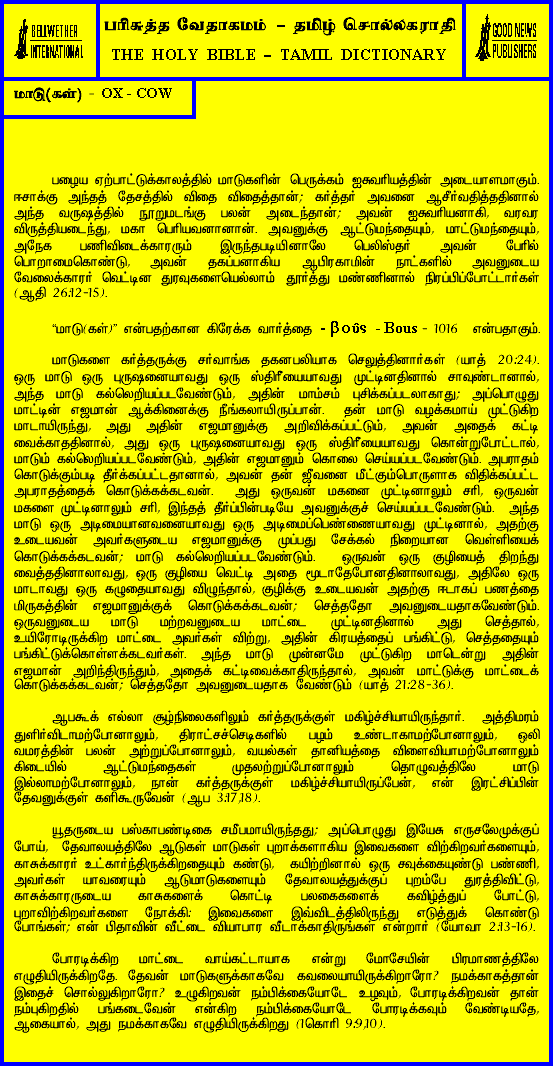 BELLWETHER
INTERNATIONAL
பரிசுத்த வேதாகமம் – தமிழ் சொல்லகராதி
THE HOLY BIBLE – TAMIL DICTIONARY
GOOD NEWS
PUBLISHERS
மாடு(கள்) - OX - COW
பழைய ஏற்பாட்டுக்காலத்தில் மாடுகளின் பெருக்கம் ஐசுவரியத்தின் அடையாளமாகும்.
ஈசாக்கு அந்தத் தேசத்தில் விதை விதைத்தான்; கர்த்தர் அவனை ஆசீர்வதித்ததினால்
அந்த வருஷத்தில் நூறுமடங்கு பலன் அடைந்தான்; அவன் ஐசுவரியனாகி, வரவர
விருத்தியடைந்து, மகா பெரியவனானான். அவனுக்கு ஆட்டுமந்தையும், மாட்டுமந்தையும்,
அநேக பணிவிடைக்காரரும் இருந்தபடியினாலே பெலிஸ்தர் அவன் பேரில்
பொறாமைகொண்டு, அவன் தகப்பனாகிய ஆபிரகாமின் நாட்களில் அவனுடைய
வேலைக்காரர் வெட்டின துரவுகளையெல்லாம் தூர்த்து மண்ணினால் நிரப்பிப்போட்டார்கள்
(ஆதி 26:12-15).
“மாடு(கள்)” என்பதற்கான கிரேக்க வார்த்தை - βοῦς - Bous - 1016 என்பதாகும்.
மாடுகளை கர்த்தருக்கு சர்வாங்க தகனபலியாக செலுத்தினார்கள் (யாத் 20:24).
ஒரு மாடு ஒரு புருஷனையாவது ஒரு ஸ்திரீயையாவது முட்டினதினால் சாவுண்டானால்,
அந்த மாடு கல்லெறியப்படவேண்டும், அதின் மாம்சம் புசிக்கப்படலாகாது; அப்பொழுது
மாட்டின் எஜமான் ஆக்கினைக்கு நீங்கலாயிருப்பான். தன் மாடு வழக்கமாய் முட்டுகிற
மாடாயிருந்து, அது அதின் எஜமானுக்கு அறிவிக்கப்பட்டும், அவன் அதைக் கட்டி
வைக்காததினால், அது ஒரு புருஷனையாவது ஒரு ஸ்திரீயையாவது கொன்றுபோட்டால்,
மாடும் கல்லெறியப்படவேண்டும், அதின் எஜமானும் கொலை செய்யப்படவேண்டும். அபராதம்
கொடுக்கும்படி தீர்க்கப்பட்டதானால், அவன் தன் ஜீவனை மீட்கும்பொருளாக விதிக்கப்பட்ட
அபராதத்தைக் கொடுக்கக்கடவன். அது ஒருவன் மகனை முட்டினாலும் சரி, ஒருவன்
மகளை முட்டினாலும் சரி, இந்தத் தீர்ப்பின்படியே அவனுக்குச் செய்யப்படவேண்டும். அந்த
மாடு ஒரு அடிமையானவனையாவது ஒரு அடிமைப்பெண்ணையாவது முட்டினால், அதற்கு
உடையவன் அவர்களுடைய எஜமானுக்கு முப்பது சேக்கல் நிறையான வெள்ளியைக்
கொடுக்கக்கடவன்; மாடு கல்லெறியப்படவேண்டும். ஒருவன் ஒரு குழியைத் திறந்து
வைத்ததினாலாவது, ஒரு குழியை வெட்டி அதை மூடாதேபோனதினாலாவது, அதிலே ஒரு
மாடாவது ஒரு கழுதையாவது விழுந்தால், குழிக்கு உடையவன் அதற்கு ஈடாகப் பணத்தை
மிருகத்தின் எஜமானுக்குக் கொடுக்கக்கடவன்; செத்ததோ அவனுடையதாகவேண்டும்.
ஒருவனுடைய மாடு மற்றவனுடைய மாட்டை முட்டினதினால் அது செத்தால்,
உயிரோடிருக்கிற மாட்டை அவர்கள் விற்று, அதின் கிரயத்தைப் பங்கிட்டு, செத்ததையும்
பங்கிட்டுக்கொள்ளக்கடவர்கள். அந்த மாடு முன்னமே முட்டுகிற மாடென்று அதின்
எஜமான் அறிந்திருந்தும், அதைக் கட்டிவைக்காதிருந்தால், அவன் மாட்டுக்கு மாட்டைக்
கொடுக்கக்கடவன்; செத்ததோ அவனுடையதாக வேண்டும் (யாத் 21:28-36).
ஆபகூக் எல்லா சூழ்நிலைகளிலும் கர்த்தருக்குள் மகிழ்ச்சியாயிருந்தார். அத்திமரம்
துளிர்விடாமற்போனாலும், திராட்சச்செடிகளில் பழம் உண்டாகாமற்போனாலும், ஒலி
வமரத்தின் பலன் அற்றுப்போனாலும், வயல்கள் தானியத்தை விளைவியாமற்போனாலும்
கிடையில் ஆட்டுமந்தைகள் முதலற்றுப்போனாலும் தொழுவத்திலே மாடு
இல்லாமற்போனாலும், நான் கர்த்தருக்குள் மகிழ்ச்சியாயிருப்பேன், என் இரட்சிப்பின்
தேவனுக்குள் களிகூருவேன் (ஆப 3:17,18).
யூதருடைய பஸ்காபண்டிகை சமீபமாயிருந்தது; அப்பொழுது இயேசு எருசலேமுக்குப்
போய், தேவாலயத்திலே ஆடுகள் மாடுகள் புறாக்களாகிய இவைகளை விற்கிறவர்களையும்,
காசுக்காரர் உட்கார்ந்திருக்கிறதையும் கண்டு, கயிற்றினால் ஒரு சவுக்கையுண்டு பண்ணி,
அவர்கள் யாவரையும் ஆடுமாடுகளையும் தேவாலயத்துக்குப் புறம்பே துரத்திவிட்டு,
காசுக்காரருடைய காசுகளைக் கொட்டி பலகைகளைக் கவிழ்த்துப் போட்டு,
புறாவிற்கிறவர்களை நோக்கி: இவைகளை இவ்விடத்திலிருந்து எடுத்துக் கொண்டு
போங்கள்; என் பிதாவின் வீட்டை வியாபார வீடாக்காதிருங்கள் என்றார் (யோவா 2:13-16).
போரடிக்கிற மாட்டை வாய்கட்டாயாக என்று மோசேயின் பிரமாணத்திலே
எழுதியிருக்கிறதே. தேவன் மாடுகளுக்காகவே கவலையாயிருக்கிறாரோ? நமக்காகத்தான்
இதைச் சொல்லுகிறாரோ? உழுகிறவன் நம்பிக்கையோடே உழவும், போரடிக்கிறவன் தான்
நம்புகிறதில் பங்கடைவேன் என்கிற நம்பிக்கையோடே போரடிக்கவும் வேண்டியதே,
ஆகையால், அது நமக்காகவே எழுதியிருக்கிறது (1கொரி 9:9,10).